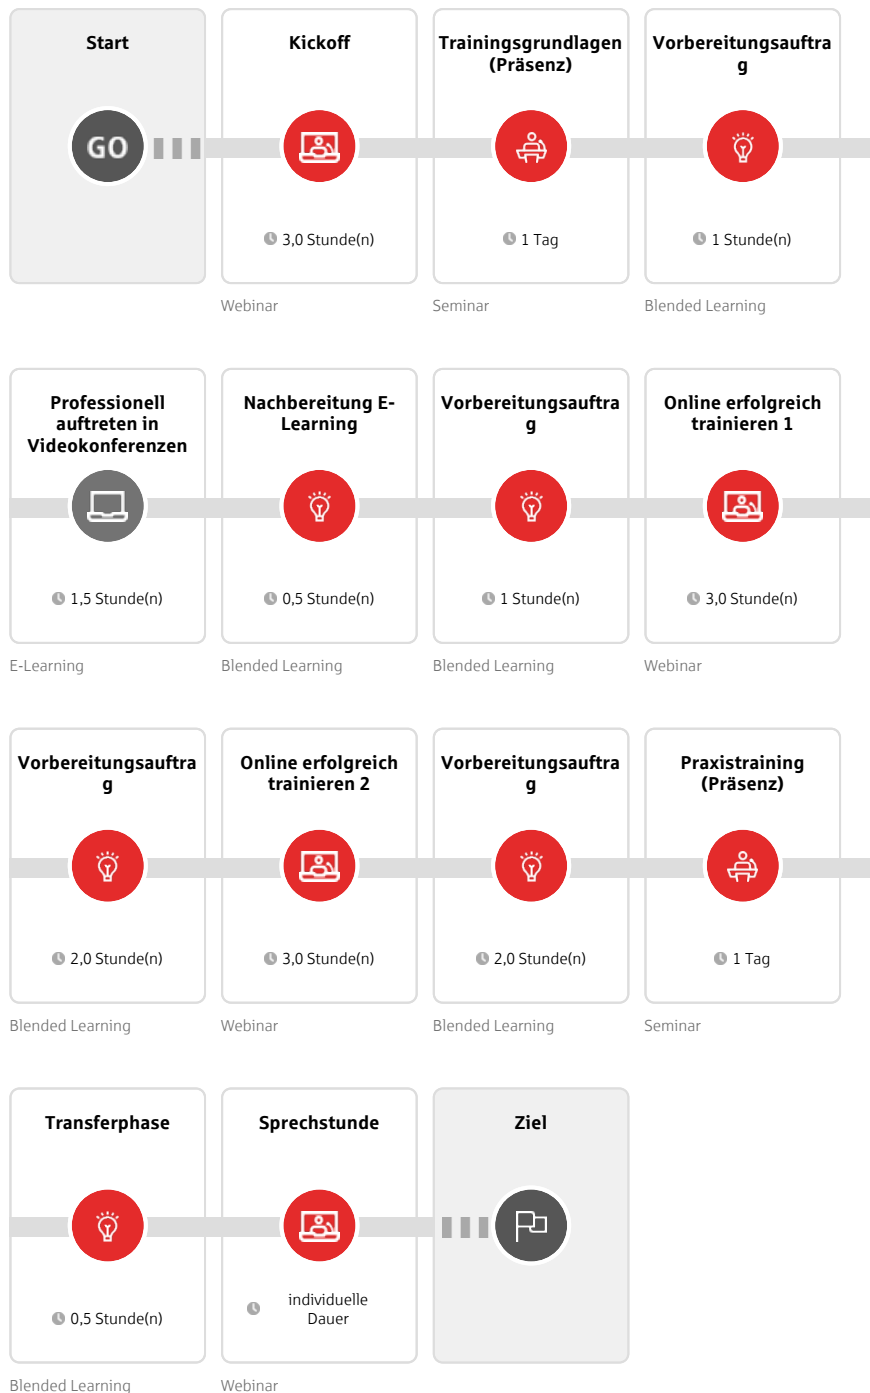 Start
GO
Kickoff
3,0 Stunde(n)
Webinar
Trainingsgrundlagen
(Präsenz)
1 Tag
Seminar
Vorbereitungsauftra
g
1 Stunde(n)
Blended Learning
Professionell
auftreten in
Videokonferenzen
1,5 Stunde(n)
E-Learning
Nachbereitung E-
Learning
0,5 Stunde(n)
Blended Learning
Vorbereitungsauftra
g
1 Stunde(n)
Blended Learning
Online erfolgreich
trainieren 1
3,0 Stunde(n)
Webinar
Vorbereitungsauftra
g
2,0 Stunde(n)
Blended Learning
Online erfolgreich
trainieren 2
3,0 Stunde(n)
Webinar
Vorbereitungsauftra
g
2,0 Stunde(n)
Blended Learning
Praxistraining
(Präsenz)
1 Tag
Seminar
Transferphase
0,5 Stunde(n)
Blended Learning
Sprechstunde
individuelle
Dauer
Webinar
Ziel